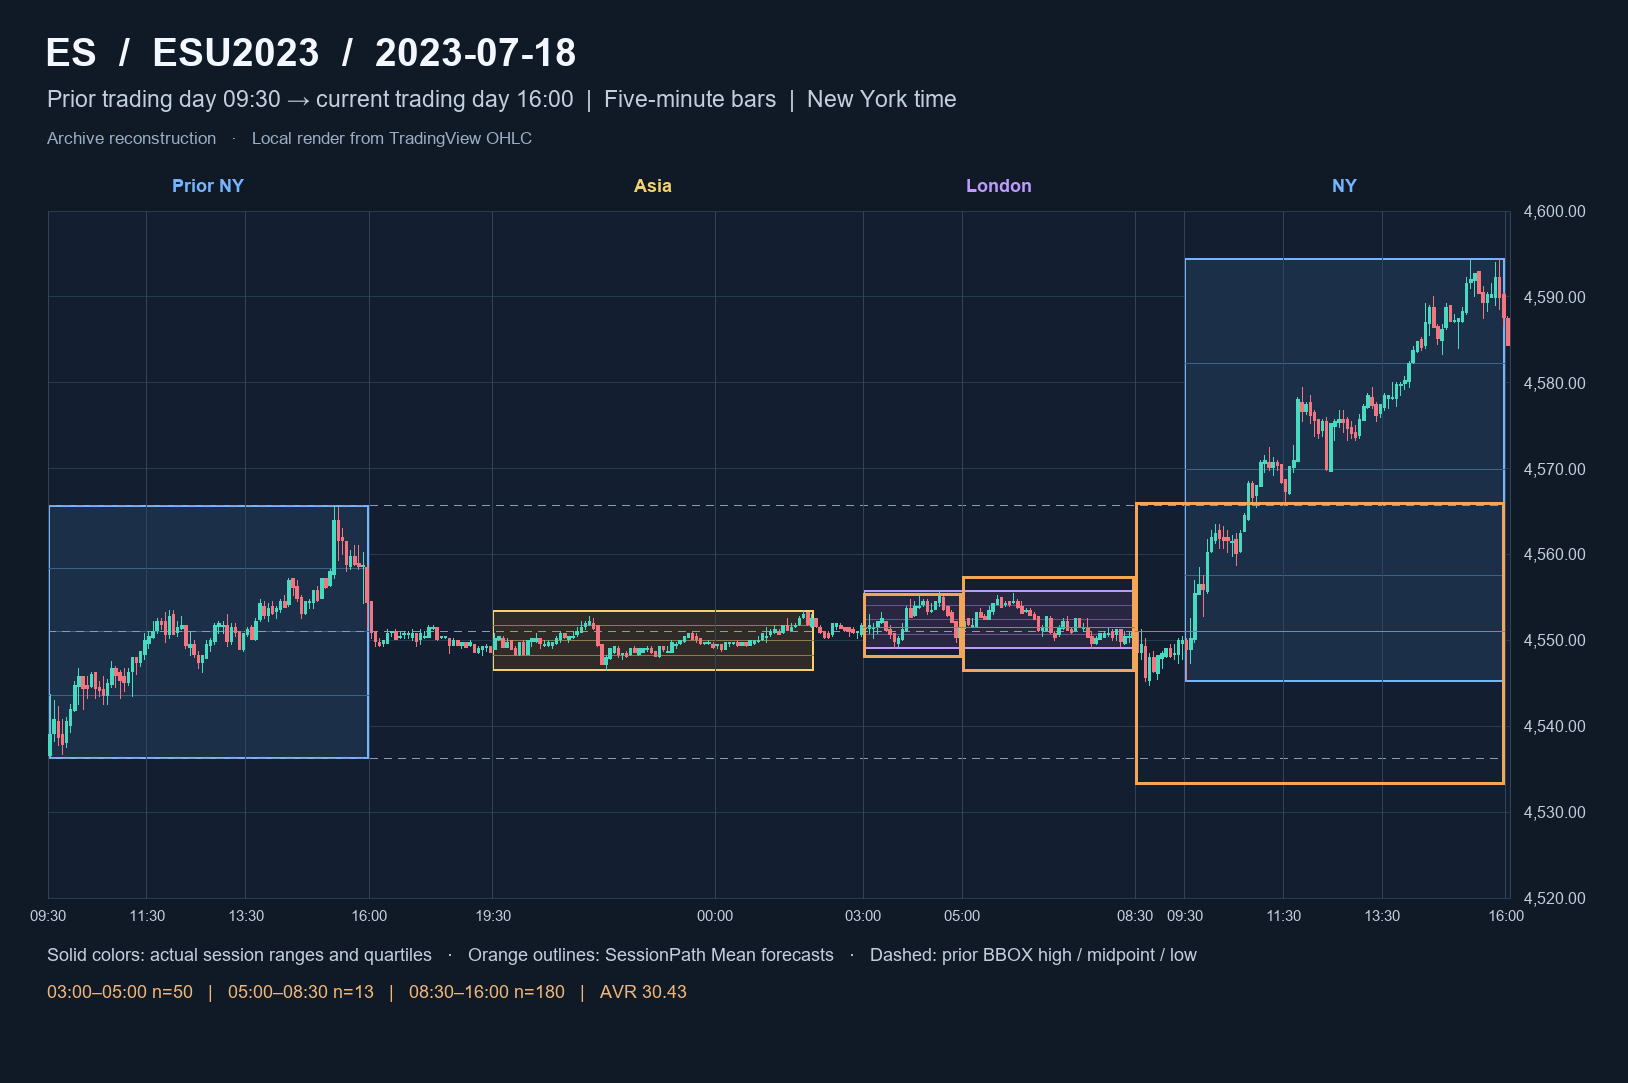 ES / ESU2023 / 2023-07-18
Prior trading day 09:30 → current trading day 16:00 | Five-minute bars | New York time
Archive reconstruction · Local render from TradingView OHLC
Prior NY Asia London NY
4,600.00
4,590.00
4,580.00
4,570.00
4,560.00
4,550.00
4,540.00
4,530.00
4,520.00
09:30 11:30 13:30 16:00 19:30 00:00 03:00 05:00 08:30 09:30 11:30 13:30 16:00
Solid colors: actual session ranges and quartiles · Orange outlines: SessionPath Mean forecasts · Dashed: prior BBOX high / midpoint / low
03:00–05:00 n=50 | 05:00–08:30 n=13 | 08:30–16:00 n=180 | AVR 30.43